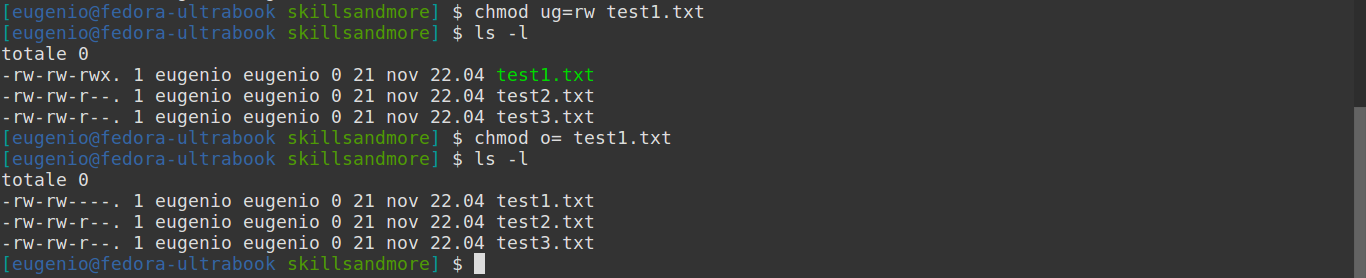 [eugenio@fedora-ultrabook skillsandmore] $ chmod ug=rw test1.txt
[eugenio@fedora-ultrabook skillsandmore] $ ls -l
totale 0
-rw-rw-rwx. 1 eugenio eugenio 0 21 nov 22.04 test1.txt
-rw-rw-r--. 1 eugenio eugenio 0 21 nov 22.04 test2.txt
-rw-rw-r--. 1 eugenio eugenio 0 21 nov 22.04 test3.txt
[eugenio@fedora-ultrabook skillsandmore] $ chmod o= test1.txt
[eugenio@fedora-ultrabook skillsandmore] $ ls -l
totale 0
-rw-rw----. 1 eugenio eugenio 0 21 nov 22.04 test1.txt
-rw-rw-r--. 1 eugenio eugenio 0 21 nov 22.04 test2.txt
-rw-rw-r--. 1 eugenio eugenio 0 21 nov 22.04 test3.txt
[eugenio@fedora-ultrabook skillsandmore] $